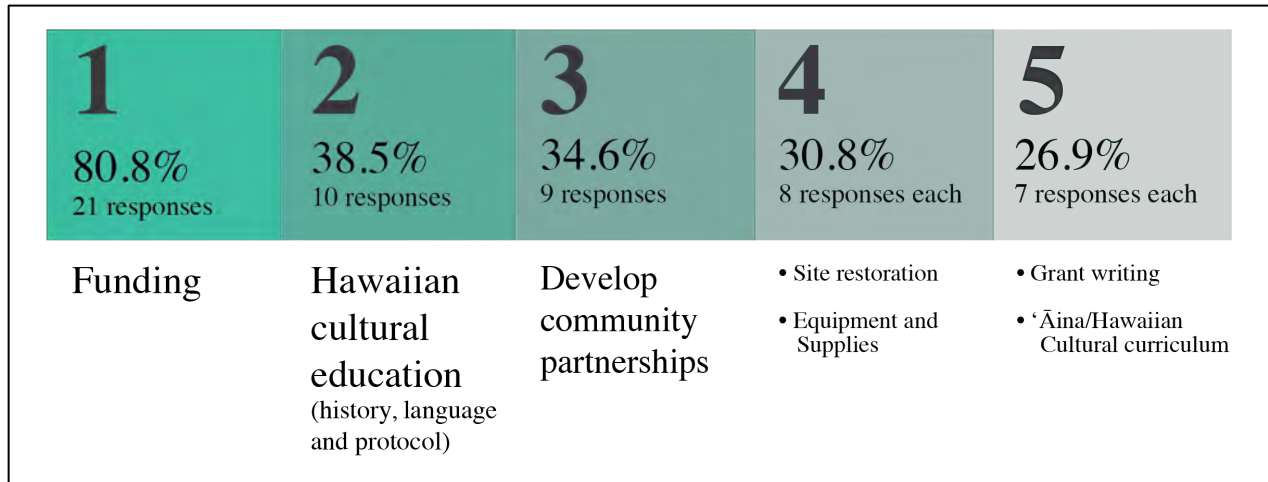 1
80.8%
21 responses
Funding
2
38.5%
10 responses
Hawaiian
cultural
education
(history, language
and protocol)
3
34.6%
9 responses
Develop
community
partnerships
4
30.8%
8 responses each
• Site restoration
• Equipment and
Supplies
5
26.9%
7 responses each
• Grant writing
• ‘Āina/Hawaiian
Cultural curriculum